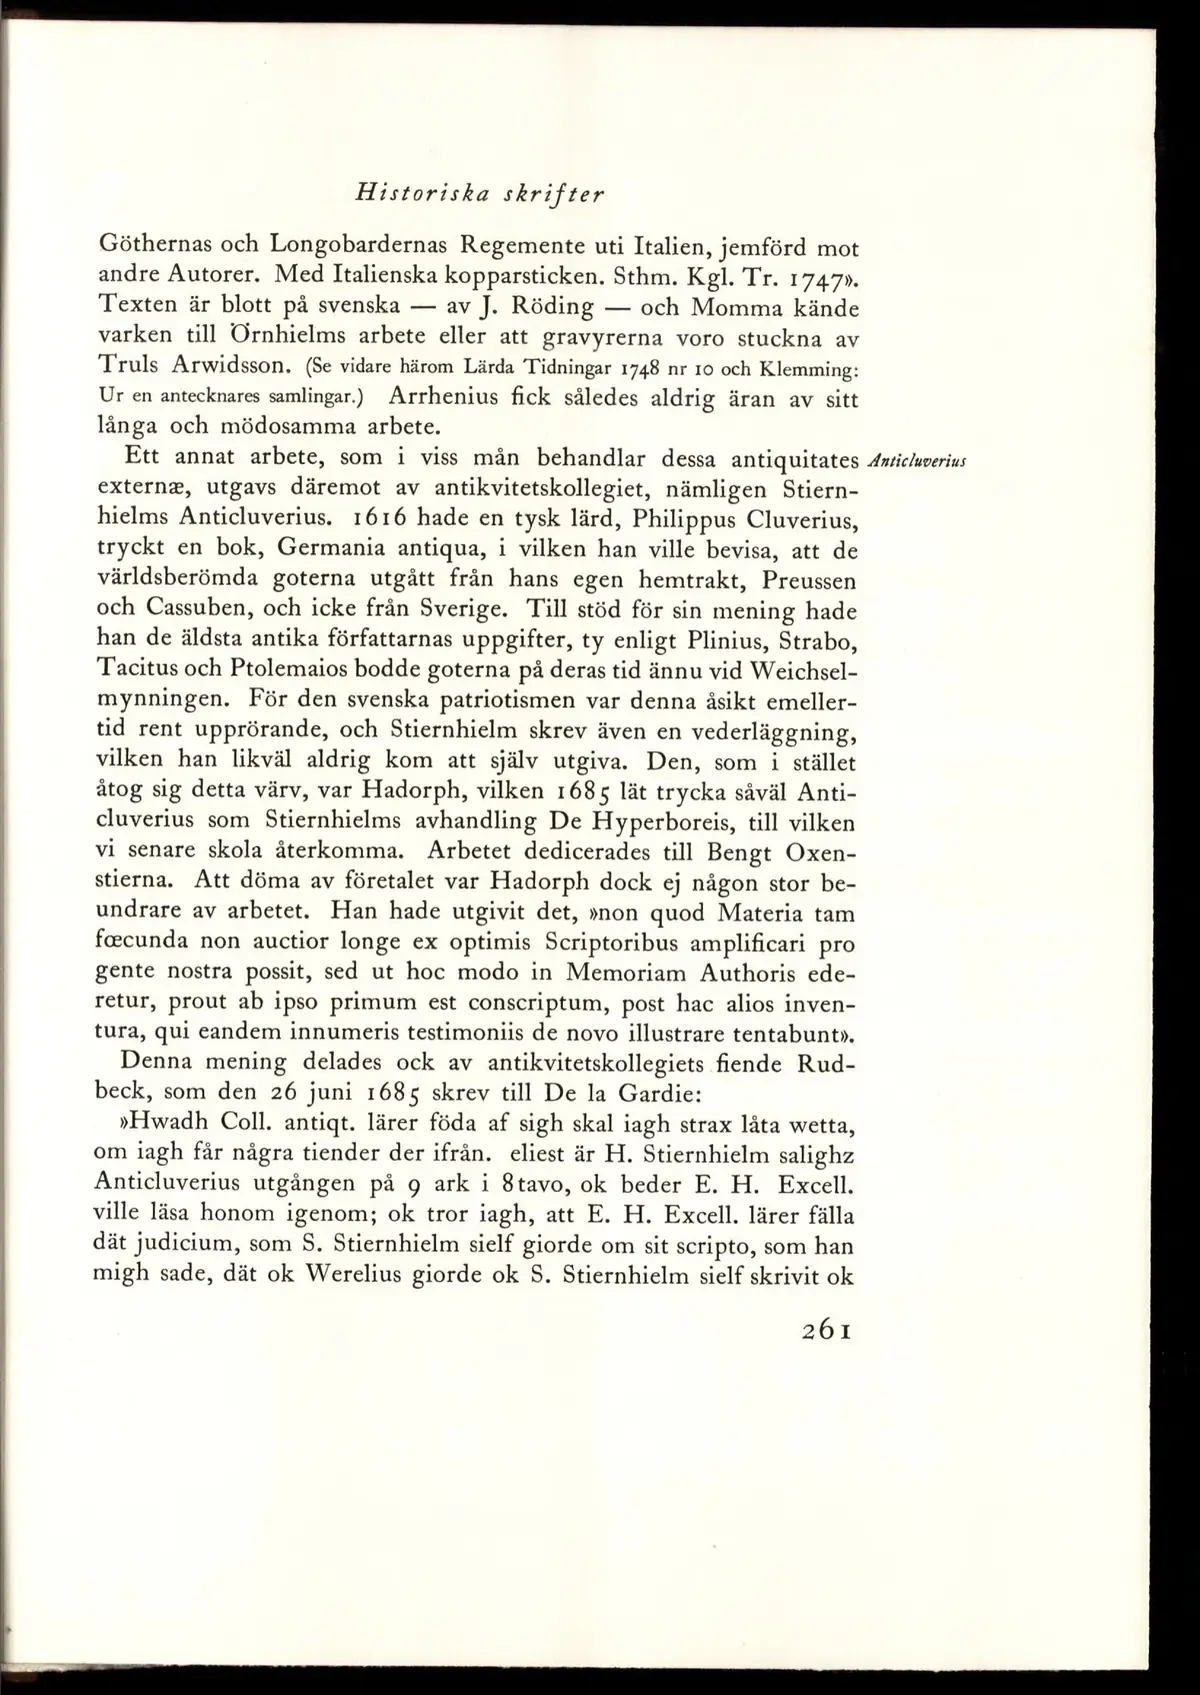 Historiska skrifter
Göthernas och Longobardernas Regemente uti Italien, jemförd mot
andre Autorer. Med Italienska kopparsticken. Sthm. Kgl. Tr. 1747».
Texten är blott på svenska — av J. Röding — och Momma kände
varken till Örnhielms arbete eller att gravyrerna voro stuckna av
Truls Arwidsson. (Se vidare härom Lärda Tidningar 1748 nr 10 och Klemming:
Ur en antecknares samlingar.) Arrhenius fick således aldrig äran av sitt
långa och mödosamma arbete.
Ett annat arbete, som i viss mån behandlar dessa antiquitates Anticluverius
externæ, utgavs däremot av antikvitetskollegiet, nämligen Stiern-
hielms Anticluverius. 1616 hade en tysk lärd, Philippus Cluverius,
tryckt en bok, Germania antiqua, i vilken han ville bevisa, att de
världsberömda goterna utgått från hans egen hemtrakt, Preussen
och Cassuben, och icke från Sverige. Till stöd för sin mening hade
han de äldsta antika författarnas uppgifter, ty enligt Plinius, Strabo,
Tacitus och Ptolemaios bodde goterna på deras tid ännu vid Weichsel-
mynningen. För den svenska patriotismen var denna åsikt emeller-
tid rent upprörande, och Stiernhielm skrev även en vederläggning,
vilken han likväl aldrig kom att själv utgiva. Den, som i stället
åtog sig detta värv, var Hadorph, vilken 1685 lät trycka såväl Anti-
cluverius som Stiernhielms avhandling De Hyperboreis, till vilken
vi senare skola återkomma. Arbetet dedicerades till Bengt Oxen-
stierna. Att döma av företalet var Hadorph dock ej någon stor be-
undrare av arbetet. Han hade utgivit det, »non quod Materia tam
fœcunda non auctior longe ex optimis Scriptoribus amplificari pro
gente nostra possit, sed ut hoc modo in Memoriam Authoris ede-
retur, prout ab ipso primum est conscriptum, post hac alios inven-
tura, qui eandem innumeris testimoniis de novo illustrare tentabunt».
Denna mening delades ock av antikvitetskollegiets fiende Rud-
beck, som den 26 juni 1685 skrev till De la Gardie:
»Hwadh Coll. antiqt. lärer föda af sigh skal iagh strax låta wetta,
om iagh får några tiender der ifrån. eliest är H. Stiernhielm salighz
Anticluverius utgången på 9 ark i 8tavo, ok beder E. H. Excell.
ville läsa honom igenom; ok tror iagh, att E. H. Excell. lärer fälla
dät judicium, som S. Stiernhielm sielf giorde om sit scripto, som han
migh sade, dät ok Werelius giorde ok S. Stiernhielm sielf skrivit ok
261